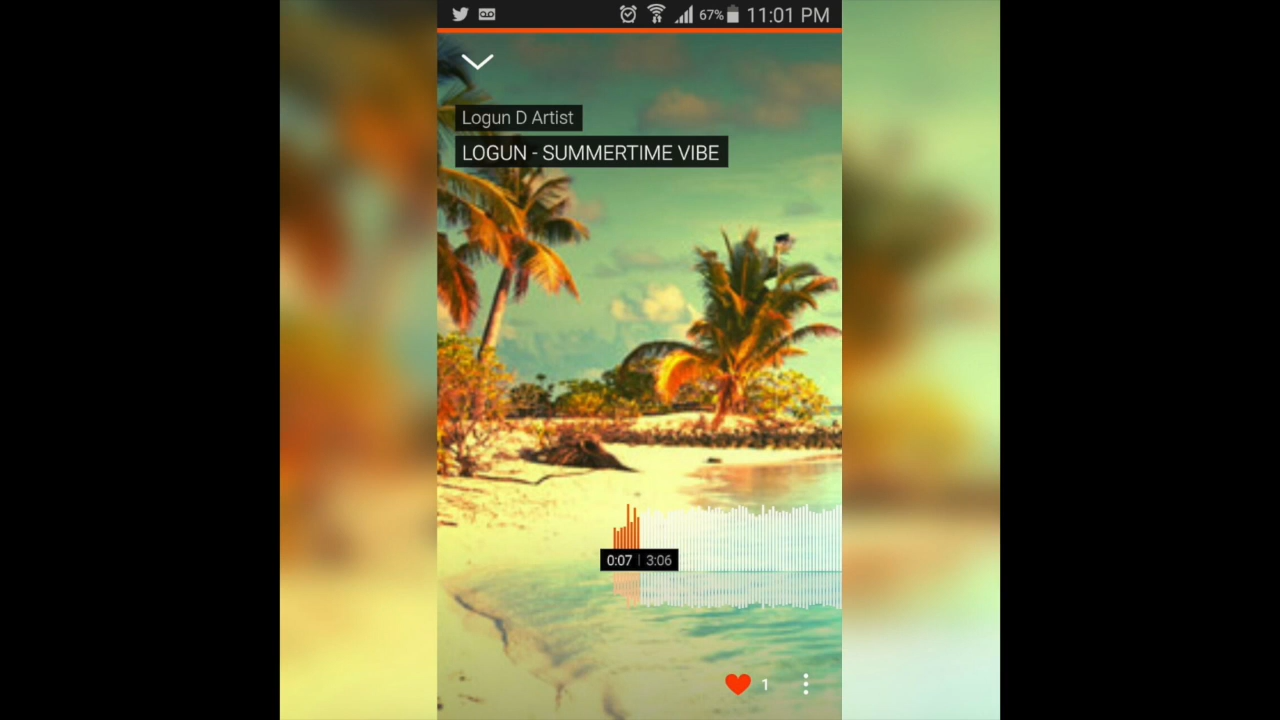 67% 11:01 PM
Logun D Artist
LOGUN - SUMMERTIME VIBE
0:07 | 3:06
1